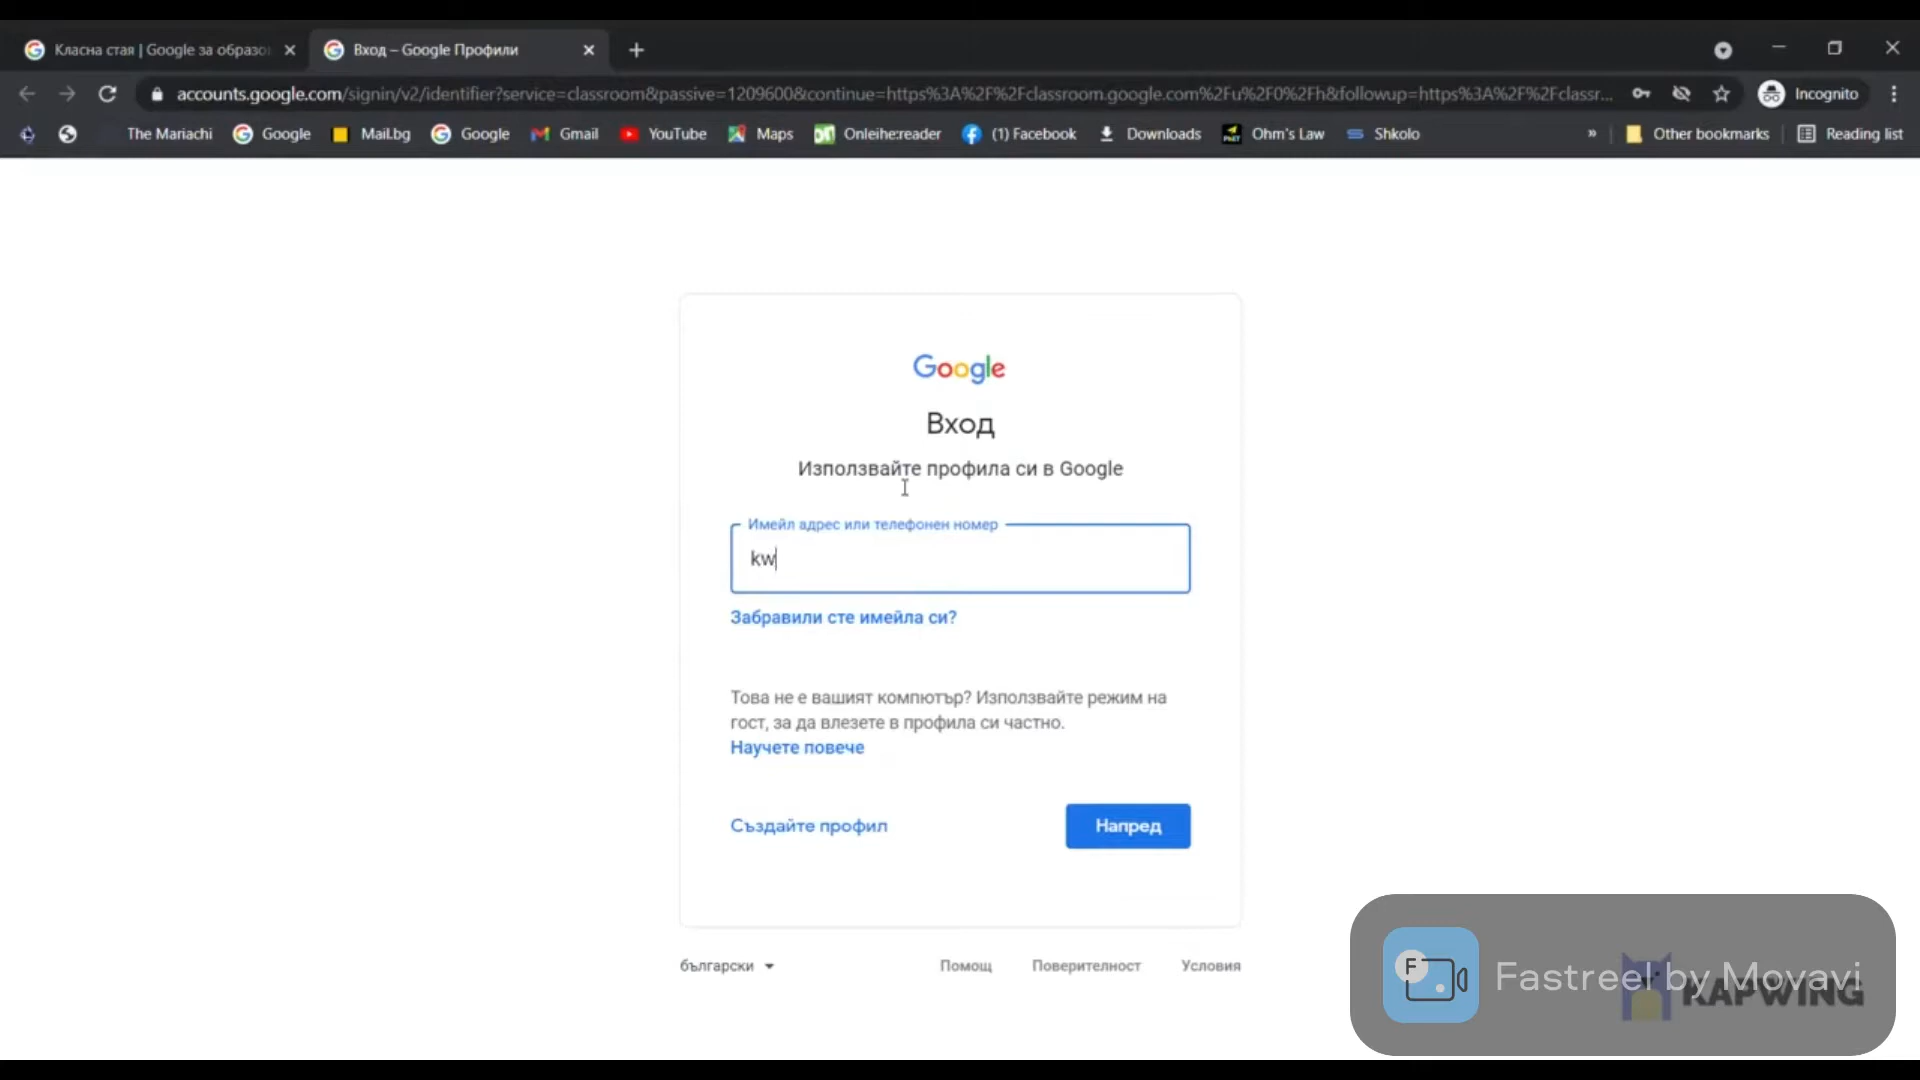 Класна стая | Google за образо
Вход – Google Профили
accounts.google.com/signin/v2/identifier?service=classroom&passive=1209600&continue=https%3A%2F%2Fclassroom.google.com%2Fu%2F0%2Fh&followup=https%3A%2F%2Fclassr...
Incognito
The Mariachi
Google
Mail.bg
Google
Gmail
YouTube
Maps
Onleihe:reader
(1) Facebook
Downloads
Ohm's Law
Shkolo
»
Other bookmarks
Reading list
Google
Вход
Използвайте профила си в Google
Имейл адрес или телефонен номер
kw
Забравили сте имейла си?
Това не е вашият компютър? Използвайте режим на
гост, за да влезете в профила си частно.
Научете повече
Създайте профил
Напред
български
Помощ
Поверителност
Условия
F
Fastreel by Movavi
KAPWING